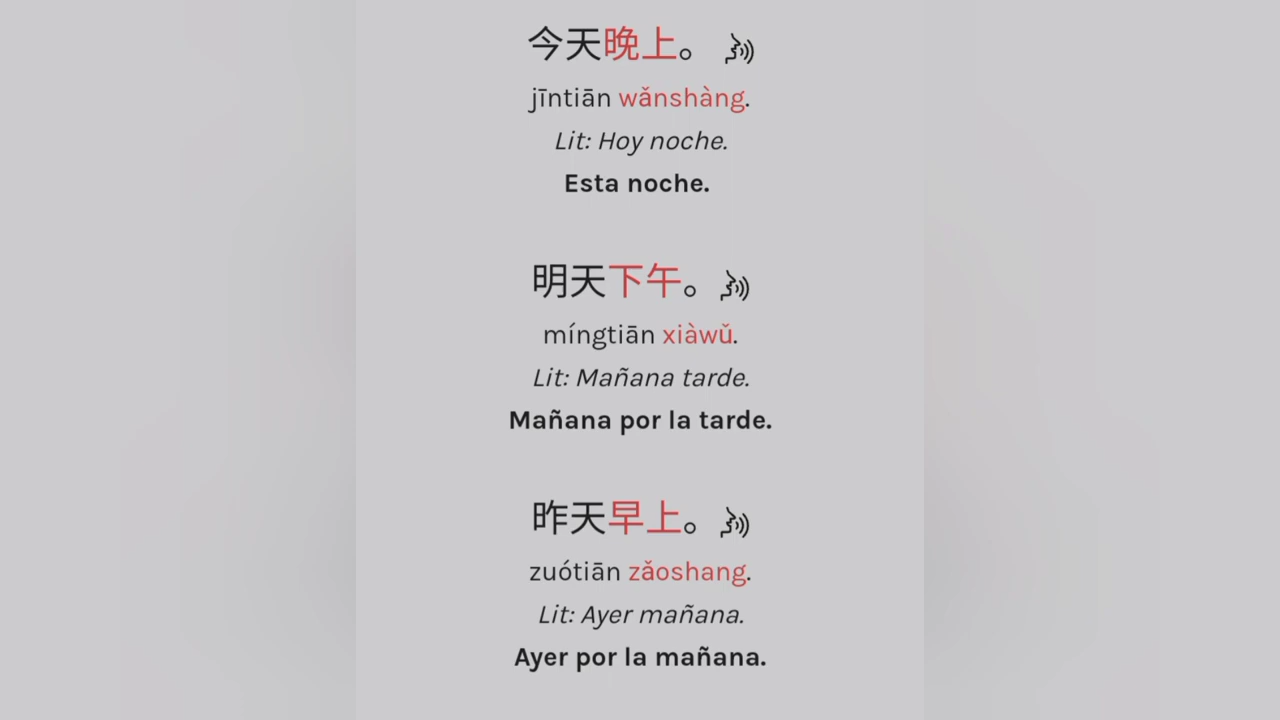 今天晚上。
jīntiān wǎnshàng.
Lit: Hoy noche.
Esta noche.
明天下午。
míngtiān xiàwǔ.
Lit: Mañana tarde.
Mañana por la tarde.
昨天早上。
zuótiān zǎoshang.
Lit: Ayer mañana.
Ayer por la mañana.